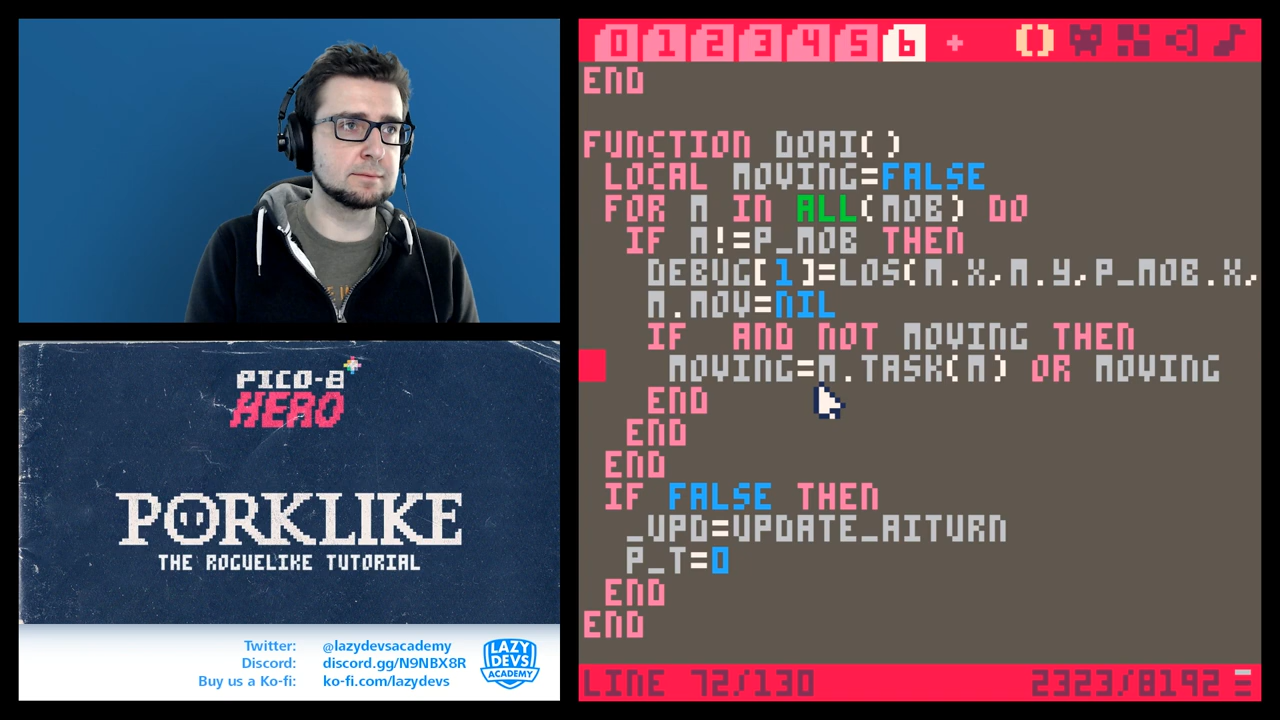 0 1 2 3 4 5 6 +
END
FUNCTION DOAI()
LOCAL MOVING=FALSE
FOR M IN ALL(MOB) DO
IF M!=P_MOB THEN
DEBUG[1]=LOS(M.X,M.Y,P_MOB.X,
M.MOV=NIL
IF  AND NOT MOVING THEN
MOVING=M.TASK(M) OR MOVING
END
END
END
IF FALSE THEN
_UPD=UPDATE_AITURN
P_T=0
END
END
LINE 72/130
2323/8192
PICO-8
HERO
PORKLIKE
THE ROGUELIKE TUTORIAL
Twitter: @lazydevsacademy
Discord: discord.gg/N9NBX8R
Buy us a Ko-fi: ko-fi.com/lazydevs
LAZY
DEVS
ACADEMY